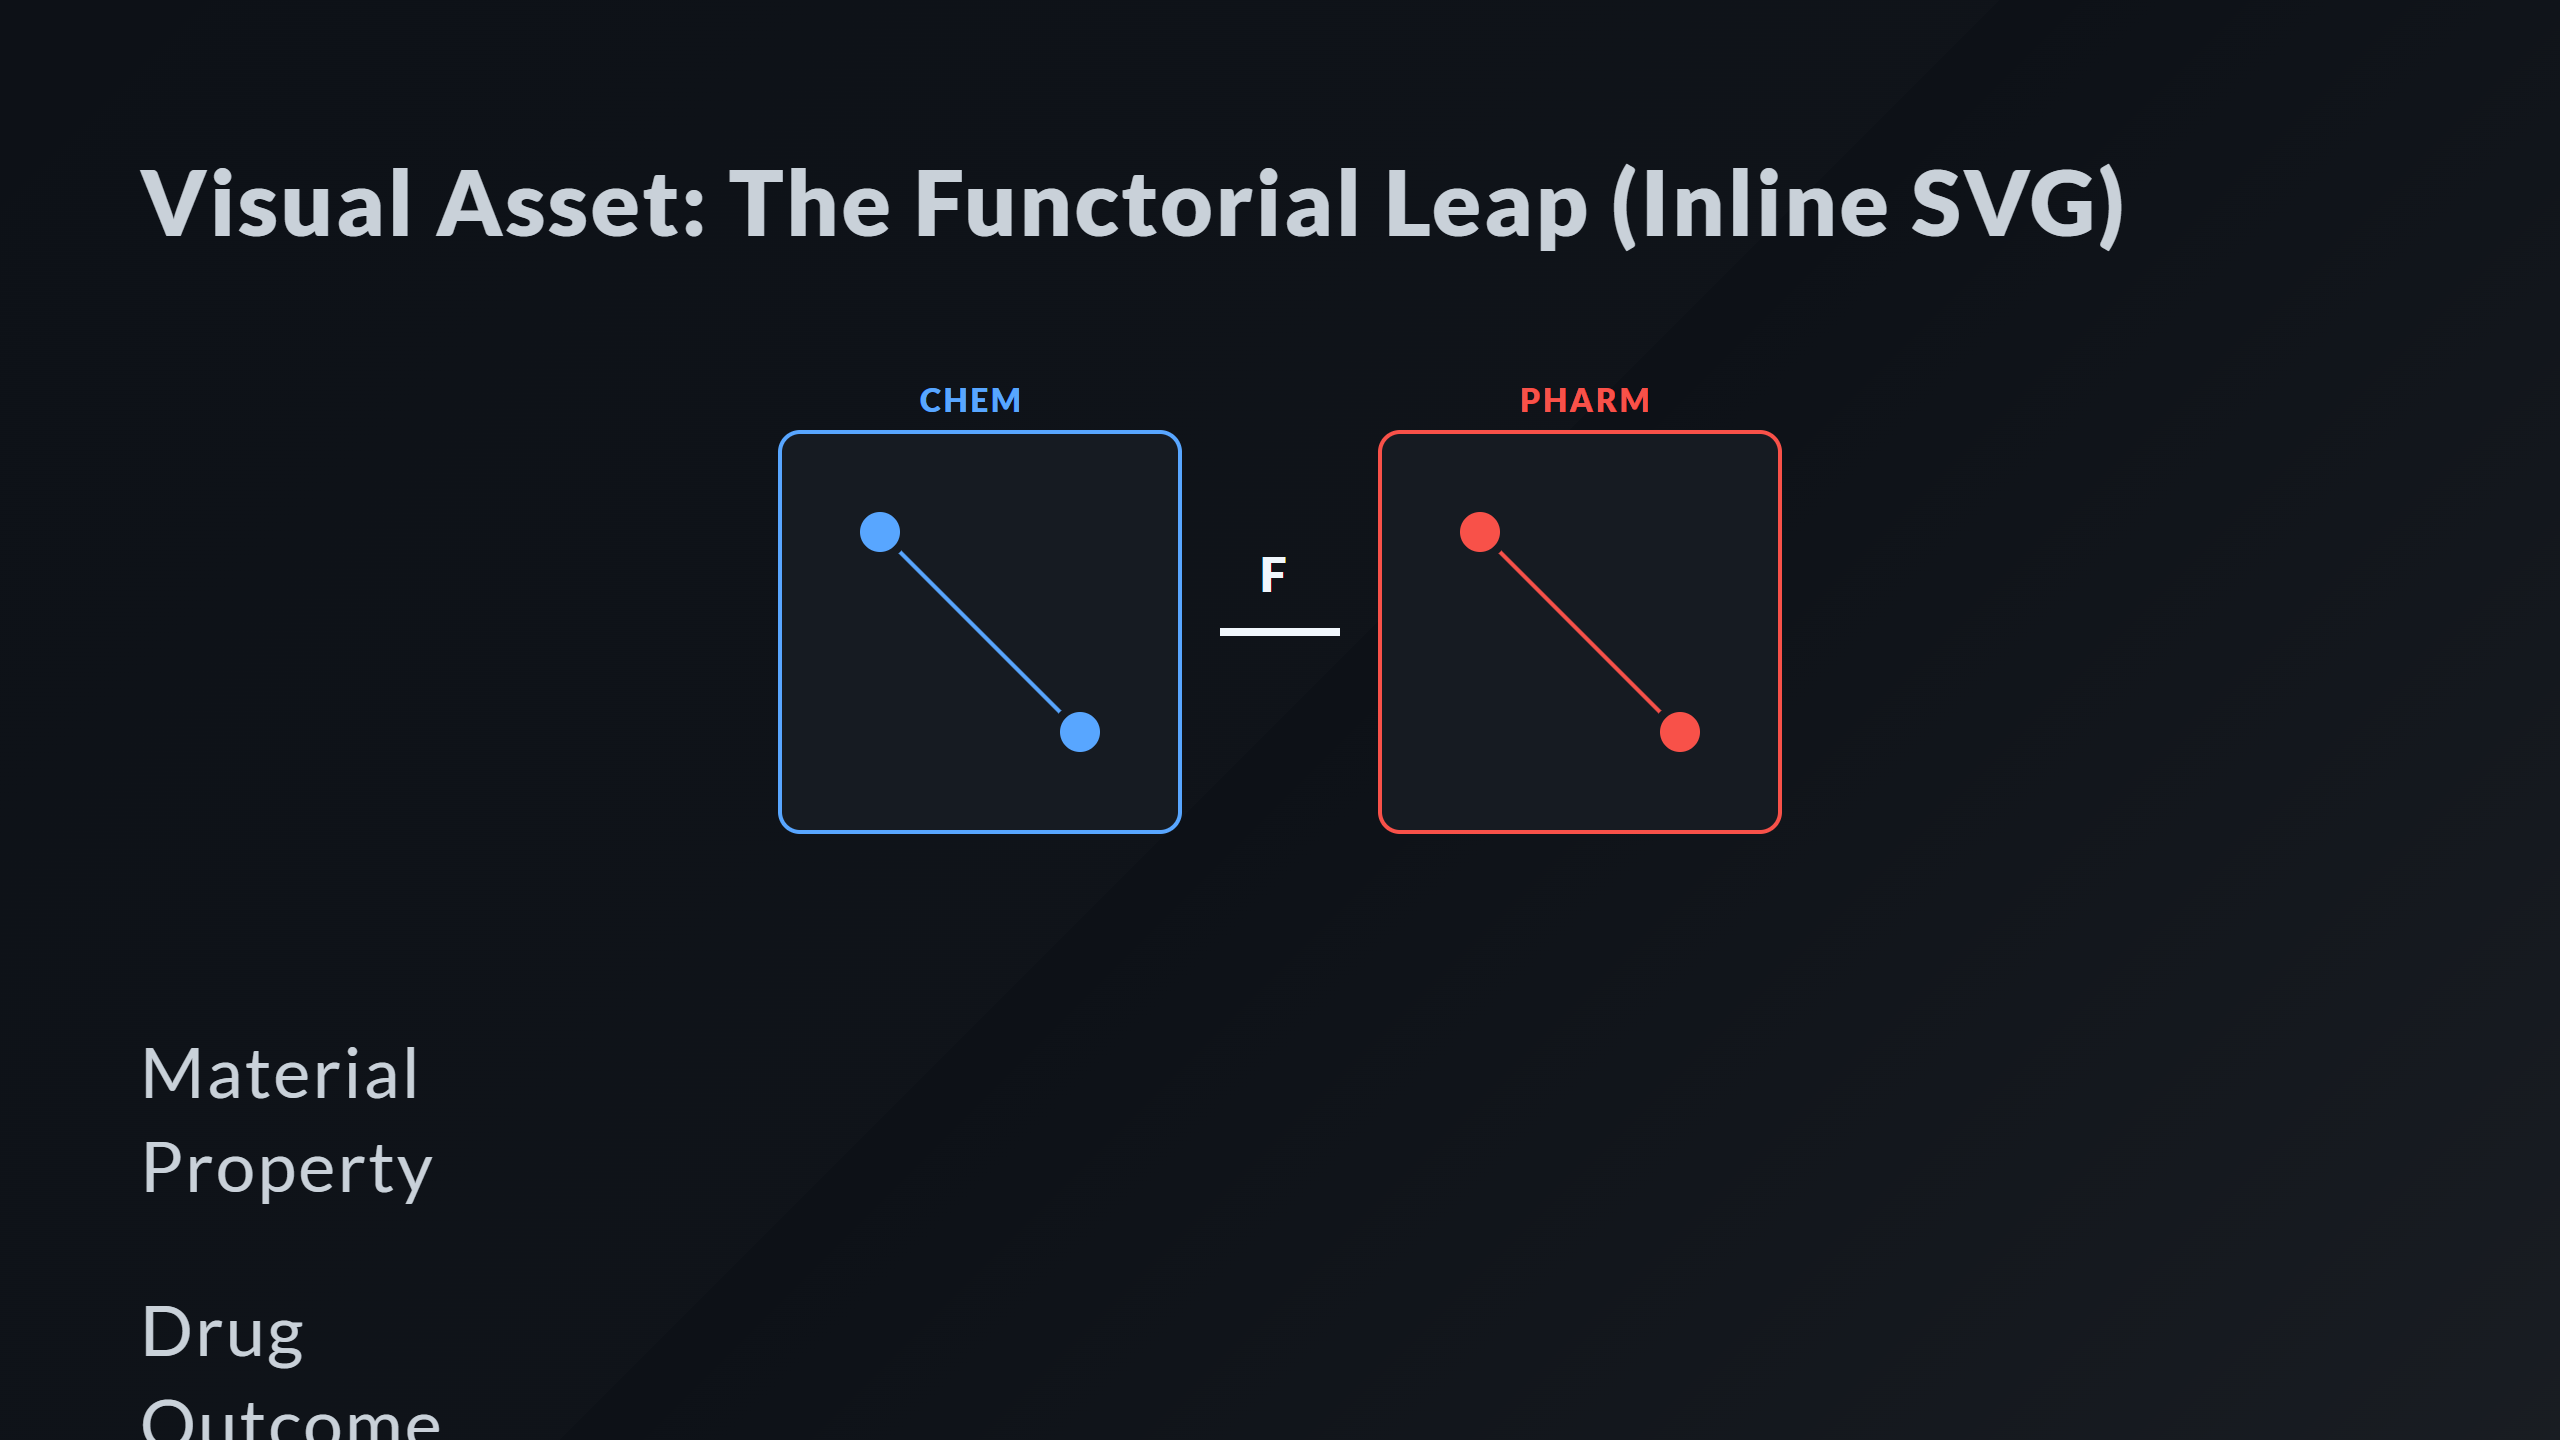 Visual Asset: The Functorial Leap (Inline SVG)
CHEM
PHARM
F
Material
Property
Drug
Outcome